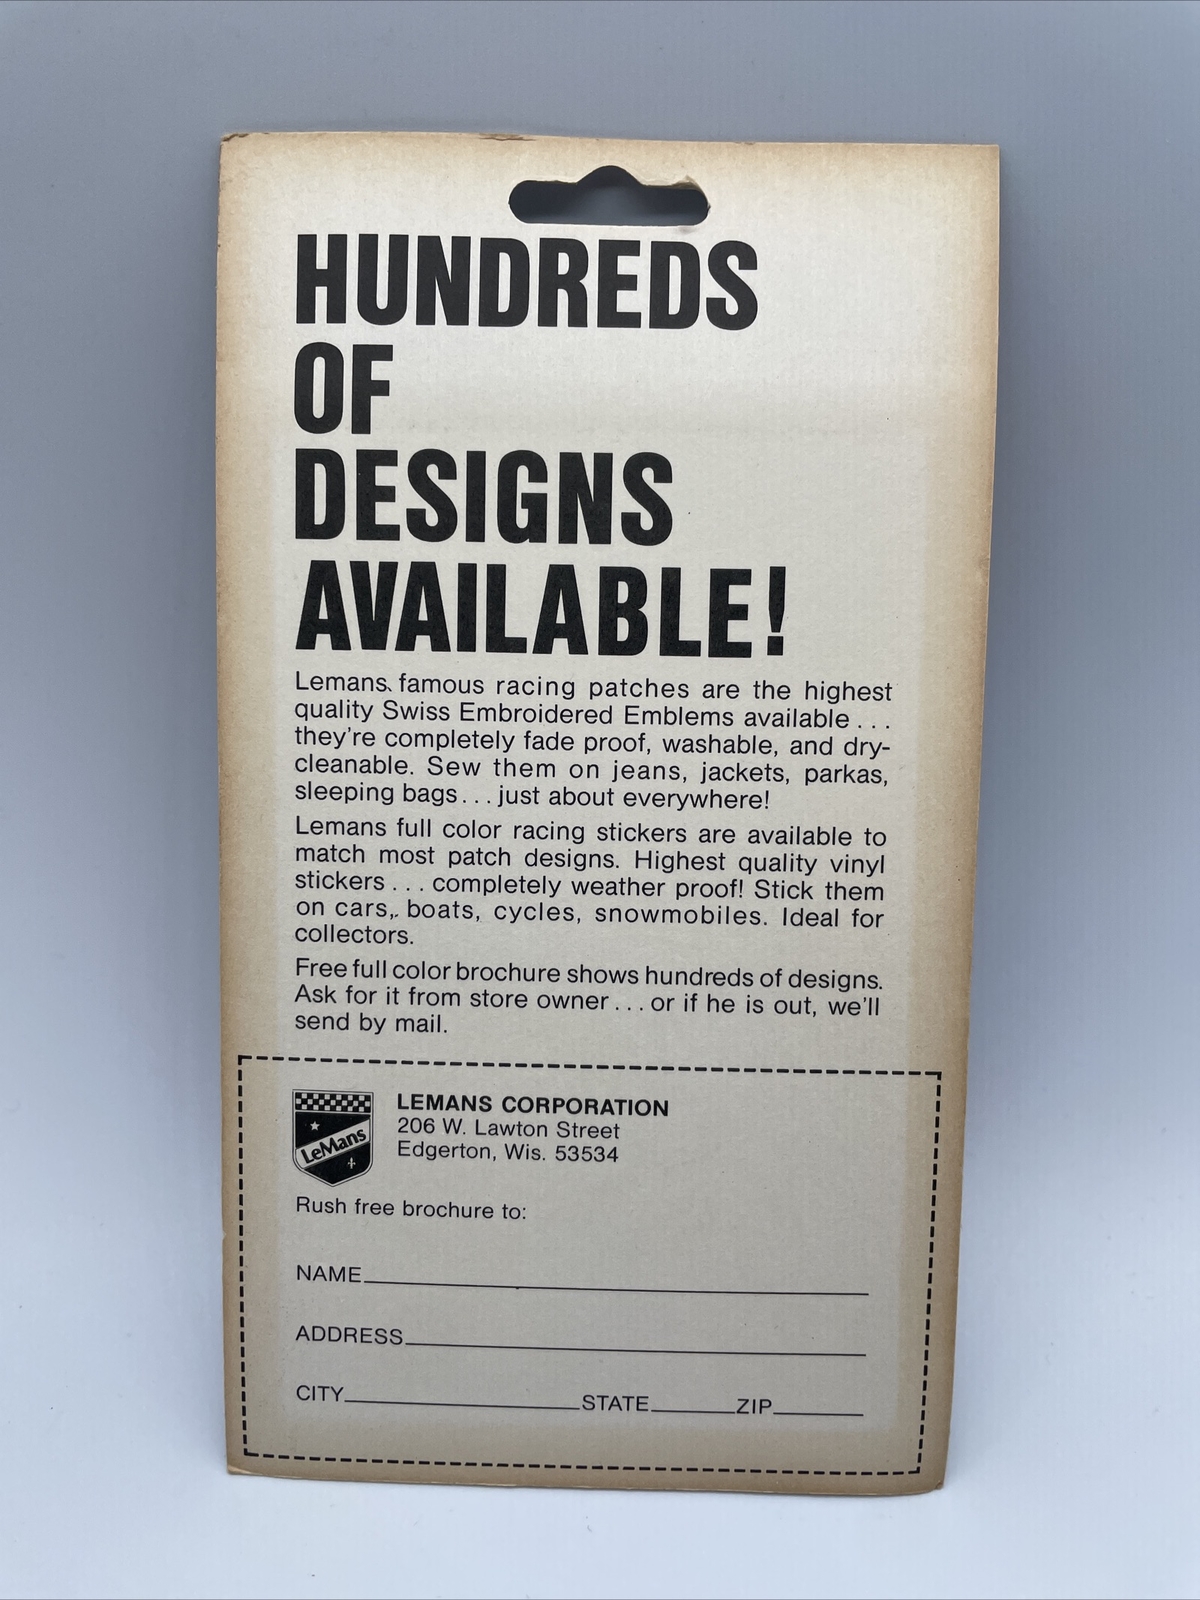 HUNDREDS
OF
DESIGNS
AVAILABLE!
Lemans famous racing patches are the highest
quality Swiss Embroidered Emblems available . . .
they're completely fade proof, washable, and dry-
cleanable. Sew them on jeans, jackets, parkas,
sleeping bags . . . just about everywhere!
Lemans full color racing stickers are available to
match most patch designs. Highest quality vinyl
stickers . . . completely weather proof! Stick them
on cars, boats, cycles, snowmobiles. Ideal for
collectors.
Free full color brochure shows hundreds of designs.
Ask for it from store owner . . . or if he is out, we'll
send by mail.
LeMans
LEMANS CORPORATION
206 W. Lawton Street
Edgerton, Wis. 53534
Rush free brochure to:
NAME
ADDRESS
CITY STATE ZIP